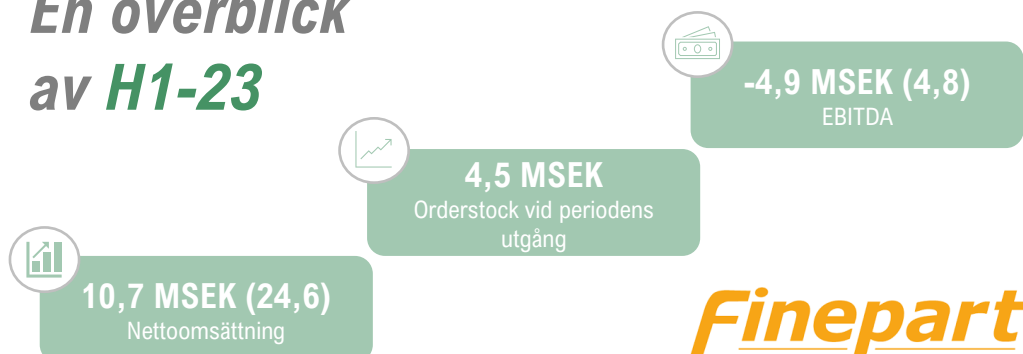 En överblick
av H1-23
-4,9 MSEK (4,8)
EBITDA
4,5 MSEK
Orderstock vid periodens
utgång
10,7 MSEK (24,6)
Nettoomsättning
Finepart